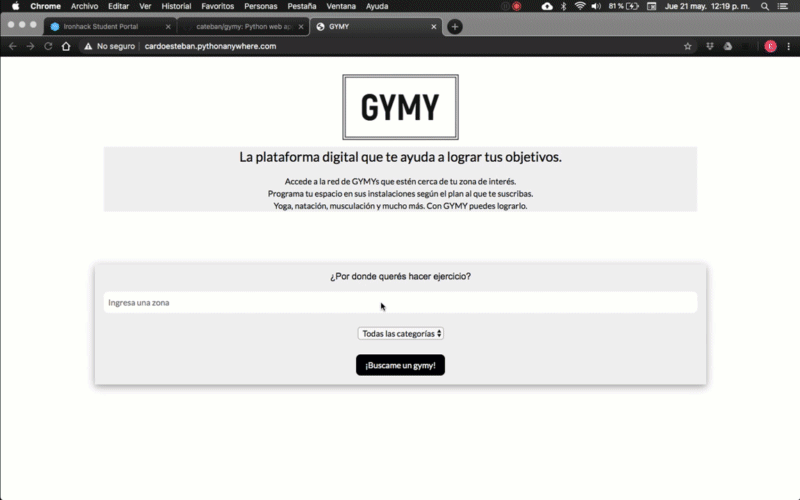 Chrome Archivo Editar Ver Historial Favoritos Personas Pestaña Ventana Ayuda 81 % Jue 21 may. 12:19 p. m.
Ironhack Student Portal cateban/gymy: Python web a GYMY
No seguro cardoesteban.pythonanywhere.com
GYMY
La plataforma digital que te ayuda a lograr tus objetivos.
Accede a la red de GYMYs que estén cerca de tu zona de interés.
Programa tu espacio en sus instalaciones según el plan al que te suscribas.
Yoga, natación, musculación y mucho más. Con GYMY puedes lograrlo.
¿Por donde querés hacer ejercicio?
Ingresa una zona
Todas las categorías
¡Buscame un gymy!